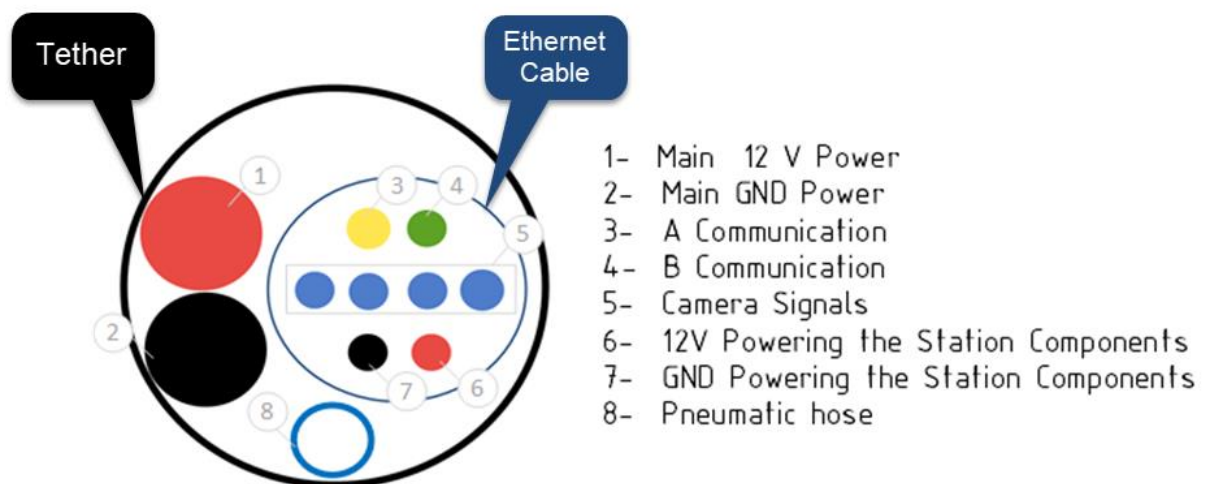 Tether
Ethernet
Cable
1
2
3
4
5
6
7
8
1- Main 12 V Power
2- Main GND Power
3- A Communication
4- B Communication
5- Camera Signals
6- 12V Powering the Station Components
7- GND Powering the Station Components
8- Pneumatic hose